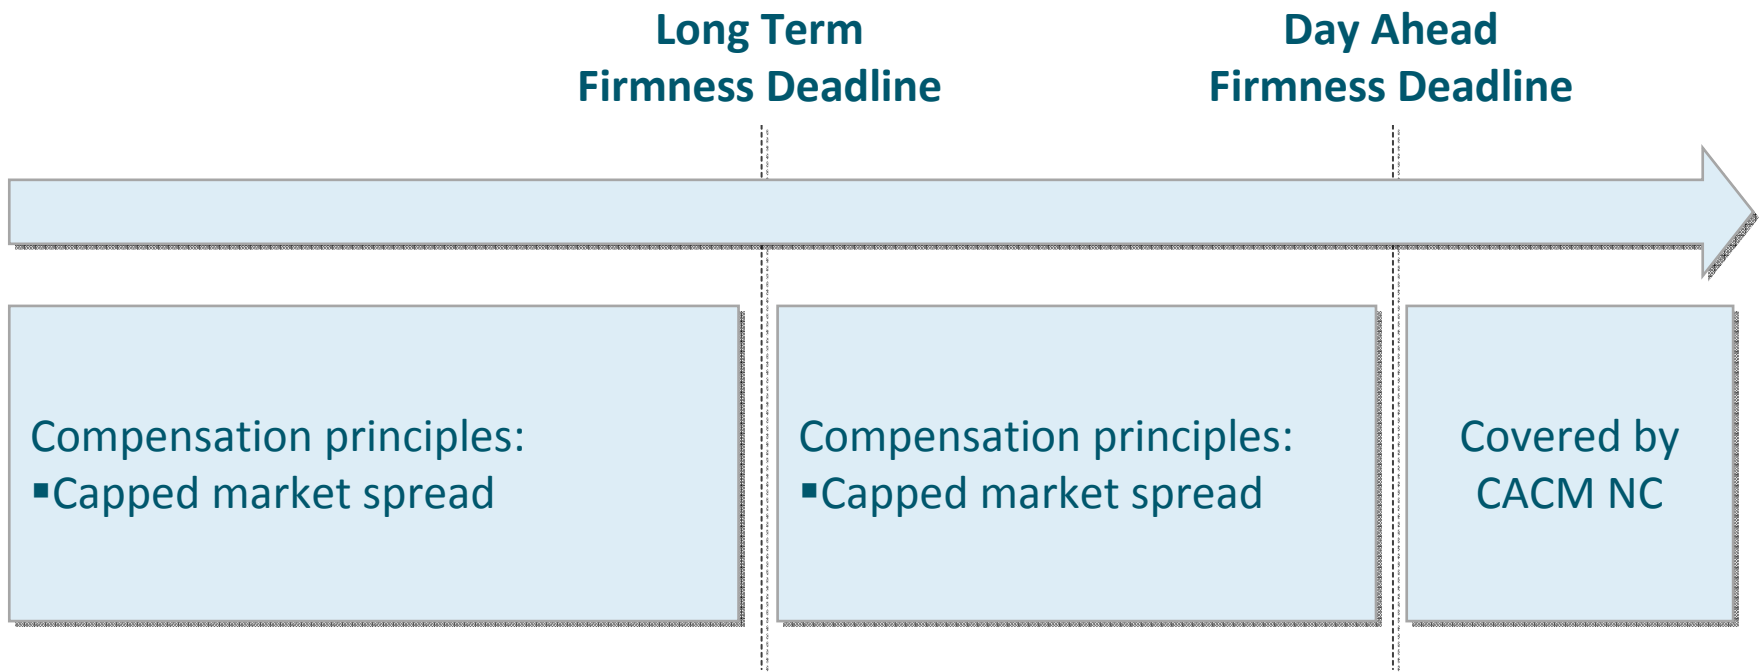 Long Term
Firmness Deadline
Day Ahead
Firmness Deadline
Compensation principles:
▪Capped market spread
Compensation principles:
▪Capped market spread
Covered by
CACM NC